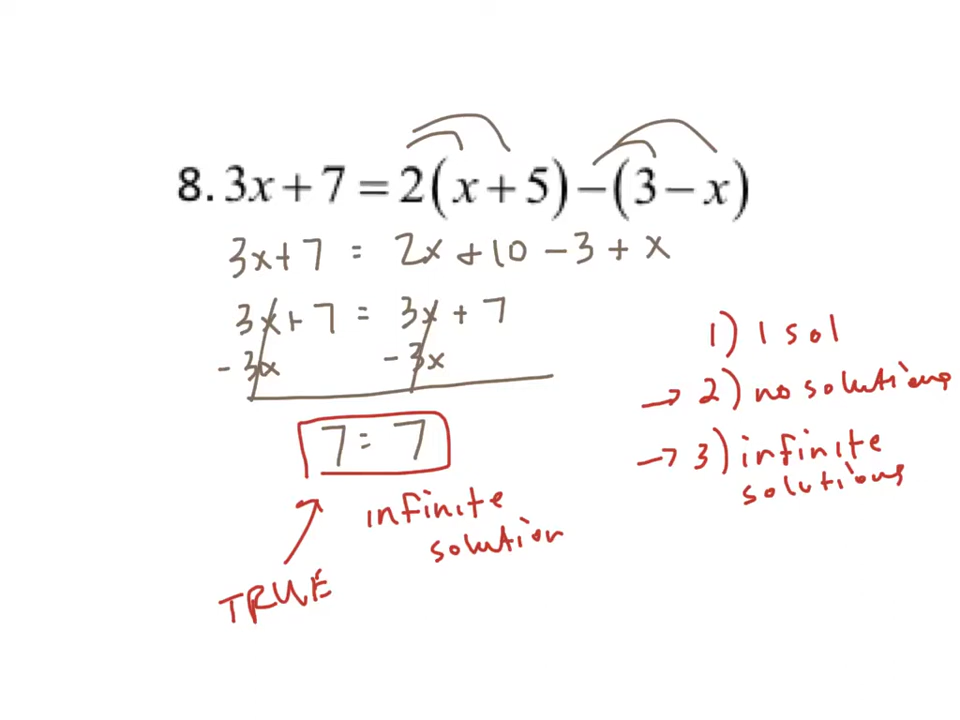 8. 3x + 7 = 2(x + 5) − (3 − x)
3x + 7 = 2x + 10 − 3 + x
3x + 7 = 3x + 7
− 3x − 3x
7 = 7
TRUE
infinite
solution
1) 1 sol
→ 2) no solutions
→ 3) infinite
solutions